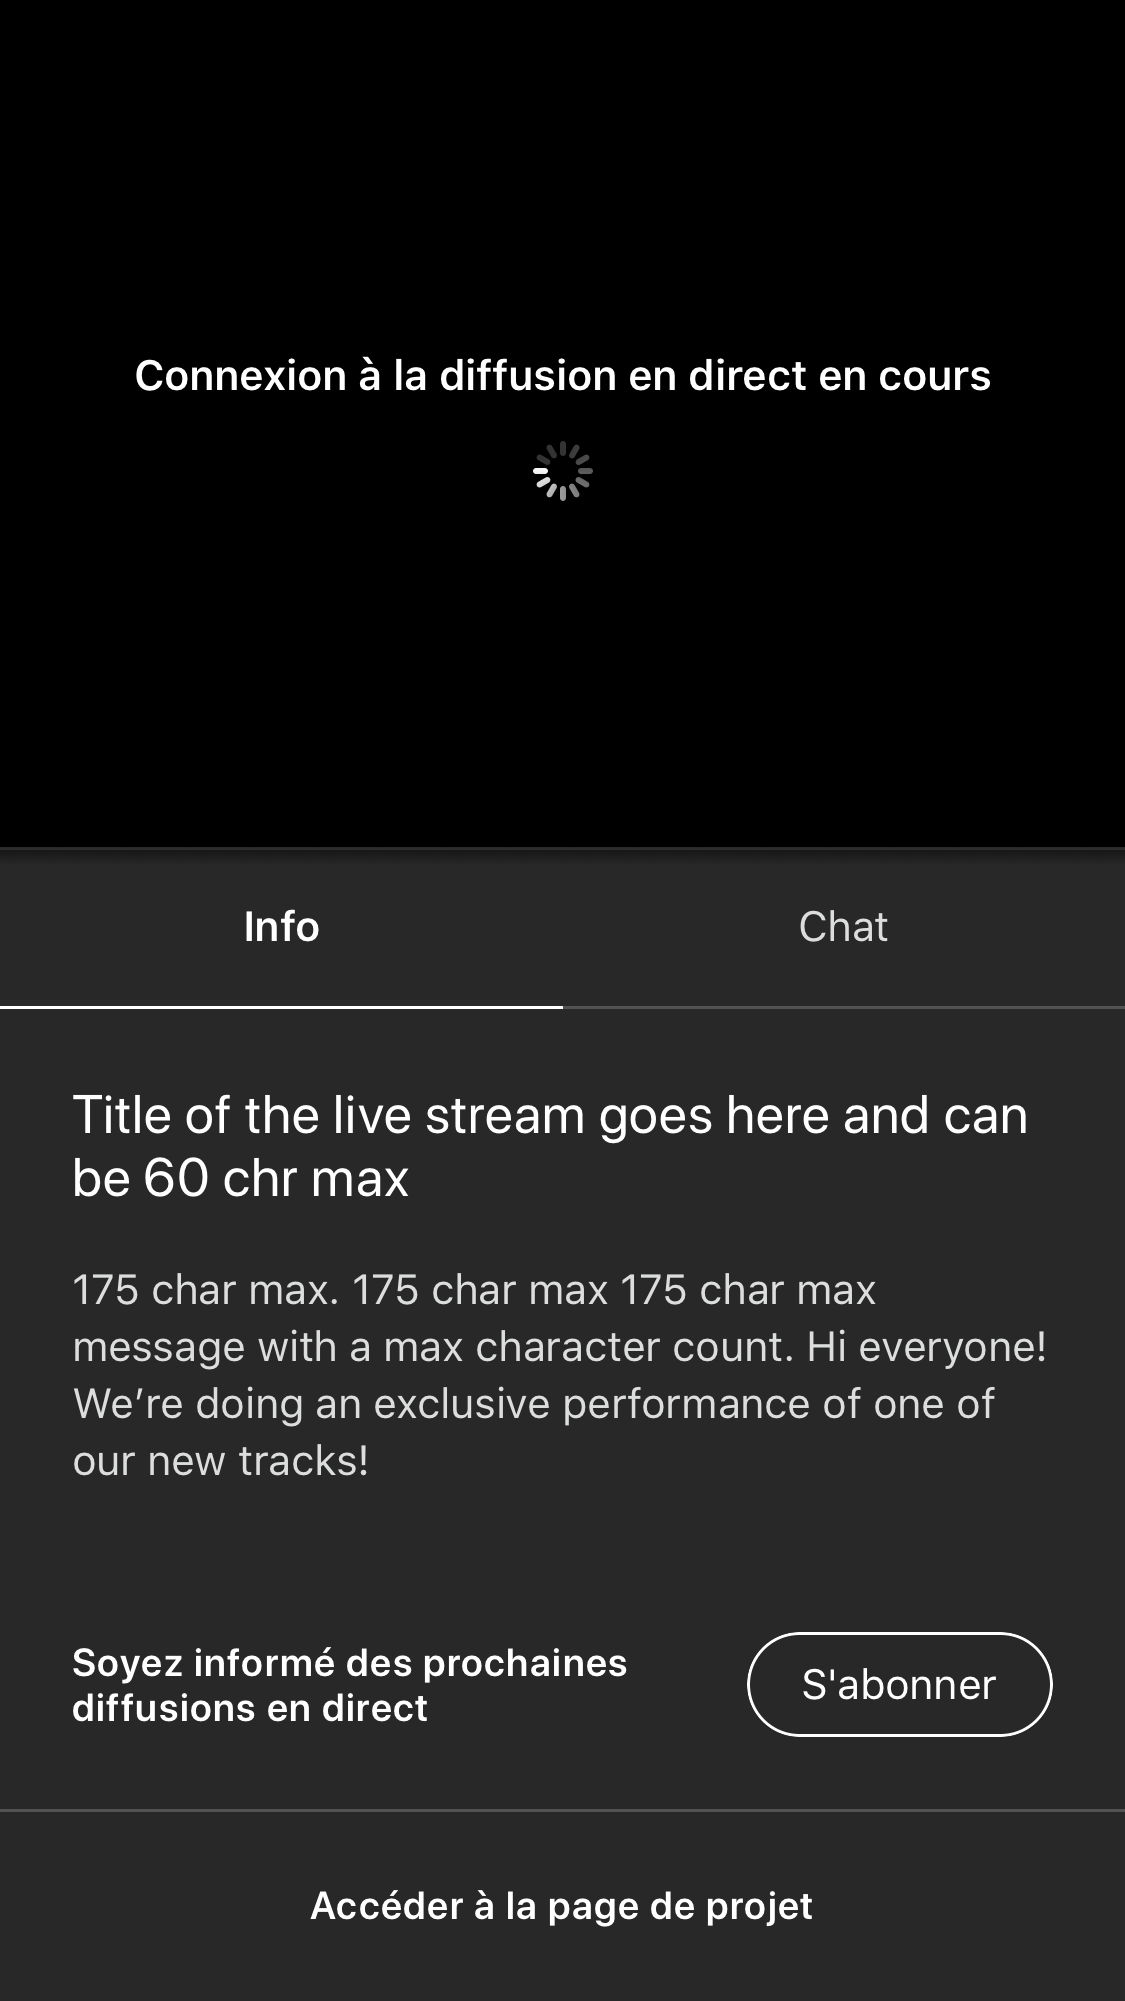 Connexion à la diffusion en direct en cours
Info
Chat
Title of the live stream goes here and can
be 60 chr max
175 char max. 175 char max 175 char max
message with a max character count. Hi everyone!
We’re doing an exclusive performance of one of
our new tracks!
Soyez informé des prochaines
diffusions en direct
S'abonner
Accéder à la page de projet